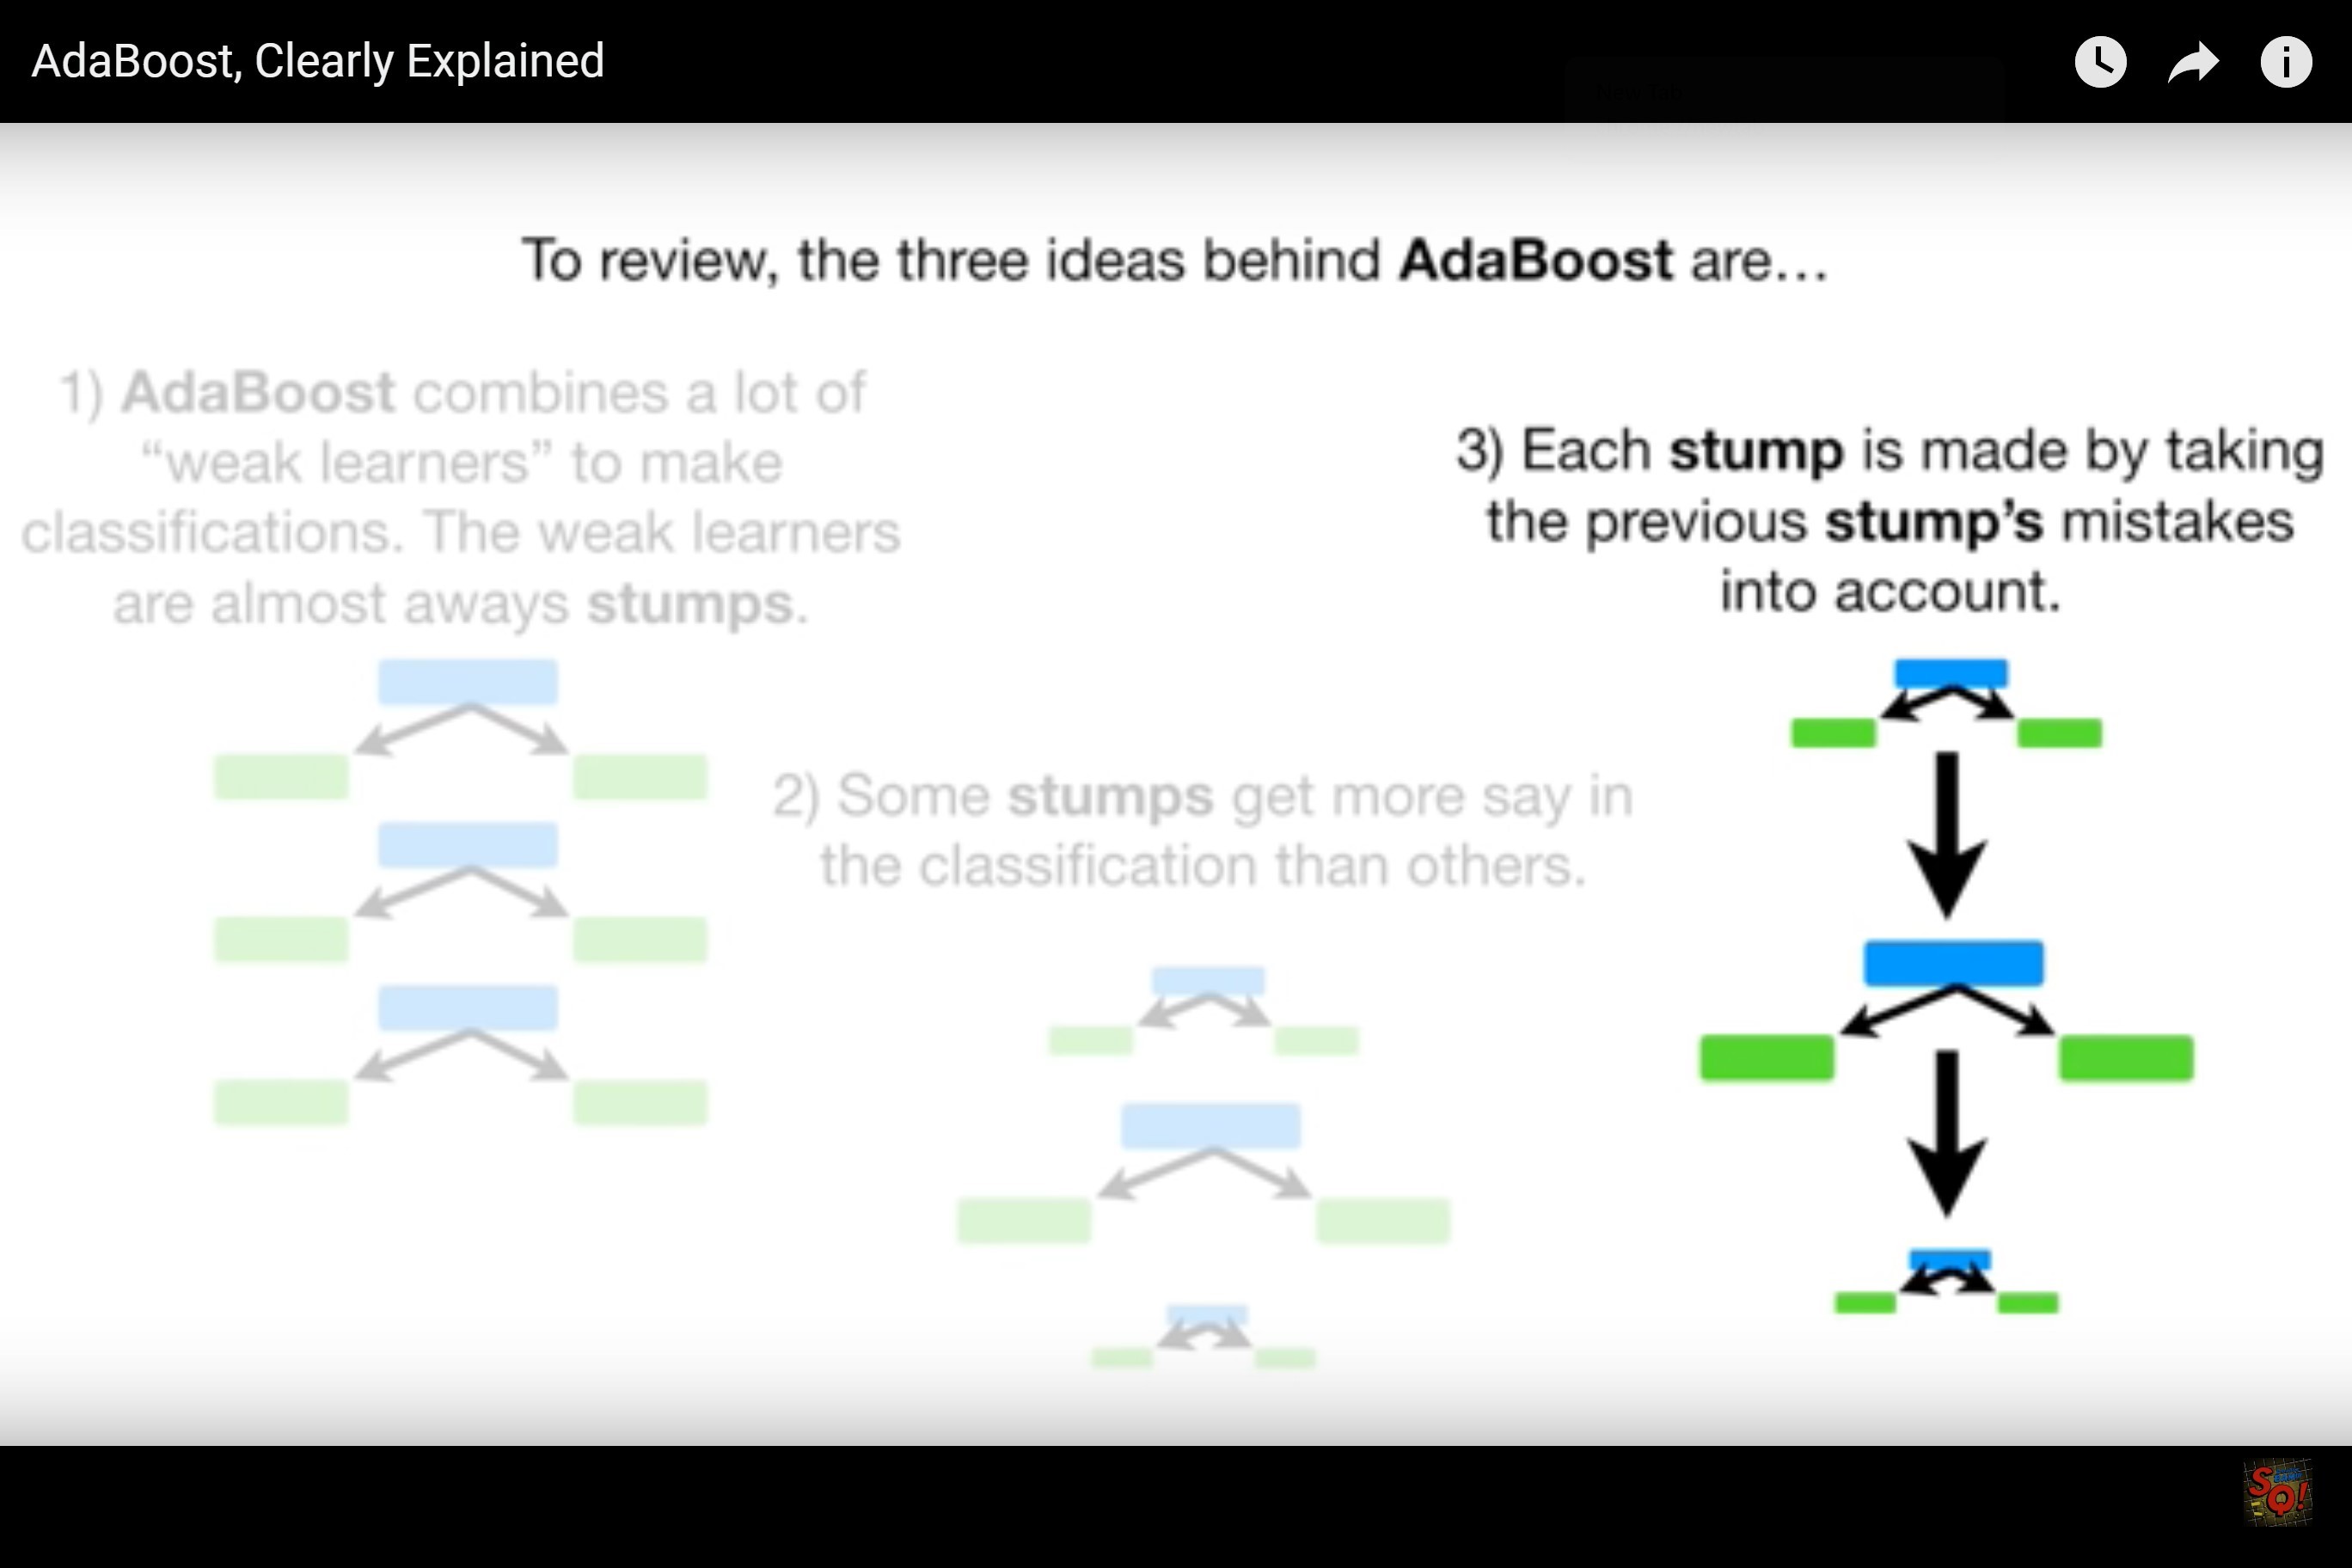 AdaBoost, Clearly Explained
To review, the three ideas behind AdaBoost are...
1) AdaBoost combines a lot of
“weak learners” to make
classifications. The weak learners
are almost aways stumps.
2) Some stumps get more say in
the classification than others.
3) Each stump is made by taking
the previous stump’s mistakes
into account.
SQ!